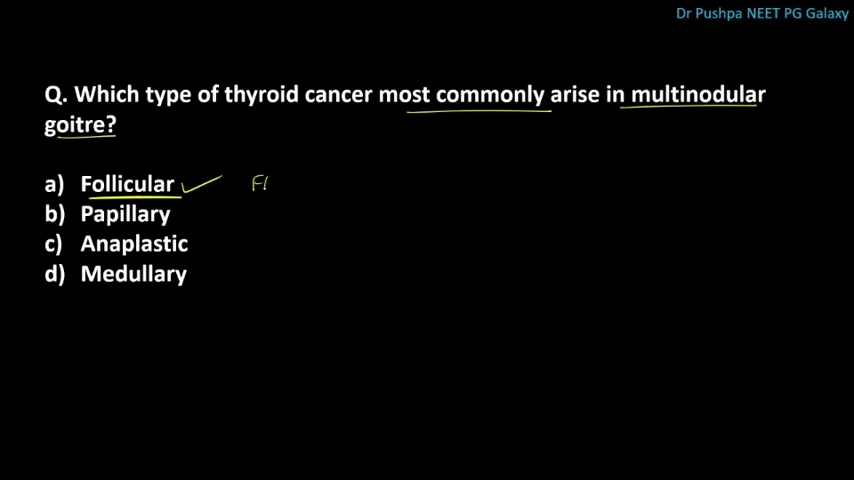 Dr Pushpa NEET PG Galaxy
Q. Which type of thyroid cancer most commonly arise in multinodular
goitre?
a) Follicular
b) Papillary
c) Anaplastic
d) Medullary